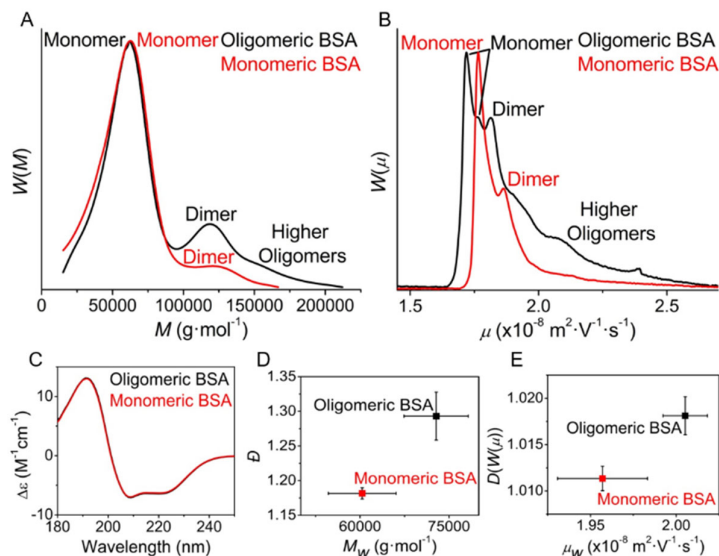 A
Monomer
Monomer
Oligomeric BSA
Monomeric BSA
Dimer
Dimer
Higher
Oligomers
W(M)
0 50000 100000 150000 200000
M (g·mol⁻¹)
B
Monomer
Monomer
Oligomeric BSA
Monomeric BSA
Dimer
Dimer
Higher
Oligomers
W(μ)
1.5 2.0 2.5
μ (x10⁻⁸ m²·V⁻¹·s⁻¹)
C
Oligomeric BSA
Monomeric BSA
Δε (M⁻¹cm⁻¹)
10
0
-10
180 200 220 240
Wavelength (nm)
D
Oligomeric BSA
Monomeric BSA
Đ
1.35
1.30
1.25
1.20
1.15
60000 75000
M_W (g·mol⁻¹)
E
Oligomeric BSA
Monomeric BSA
D(W(μ))
1.020
1.015
1.010
1.95 2.00
μ_W (x10⁻⁸ m²·V⁻¹·s⁻¹)